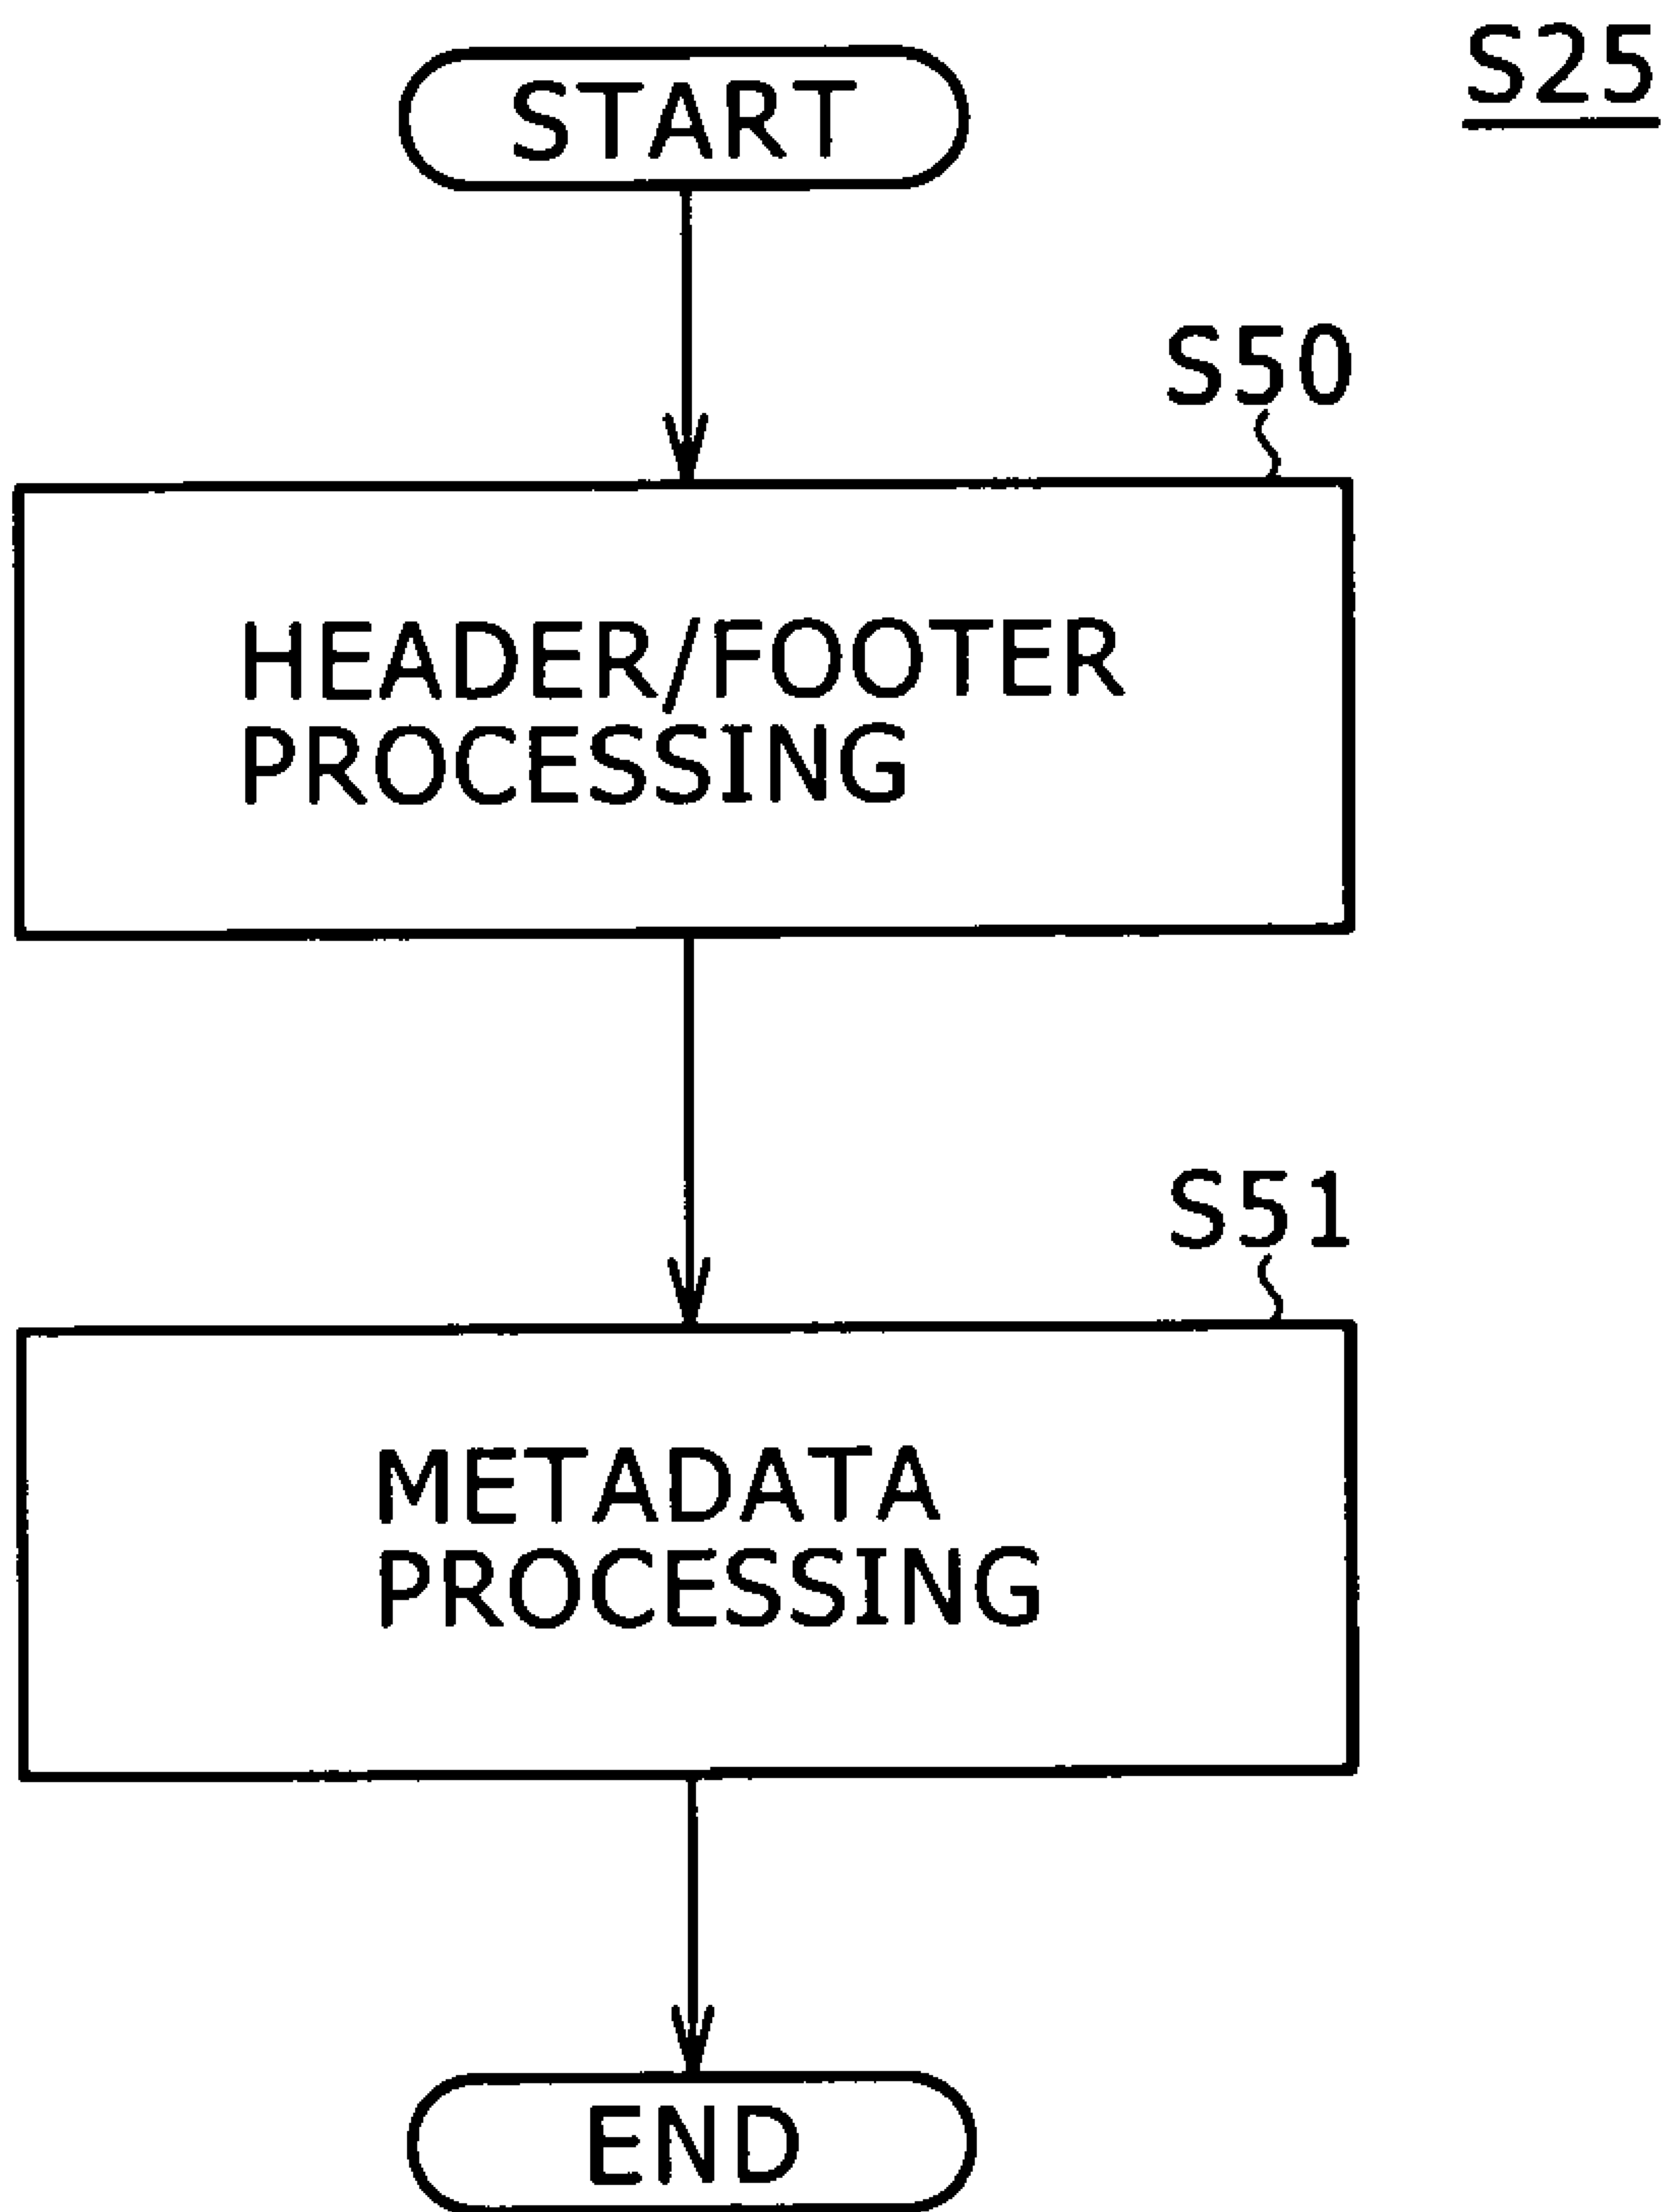 S25
START
S50
HEADER/FOOTER
PROCESSING
S51
METADATA
PROCESSING
END